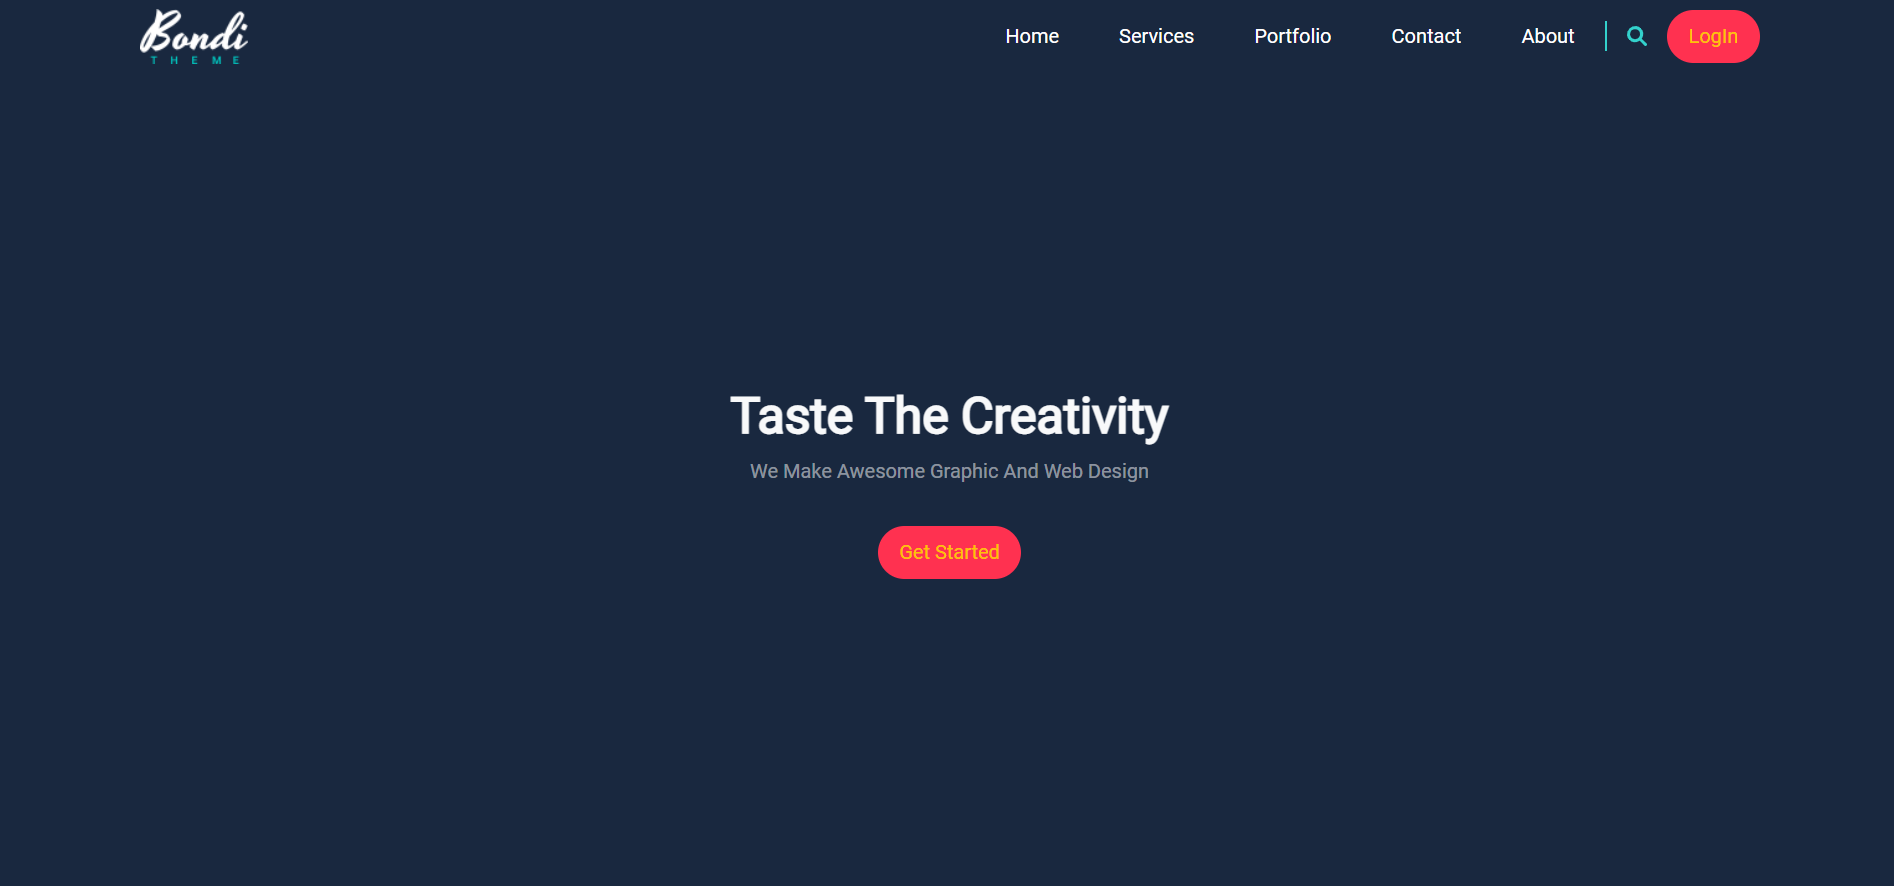 Bondi
THEME
Home Services Portfolio Contact About LogIn
Taste The Creativity
We Make Awesome Graphic And Web Design
Get Started